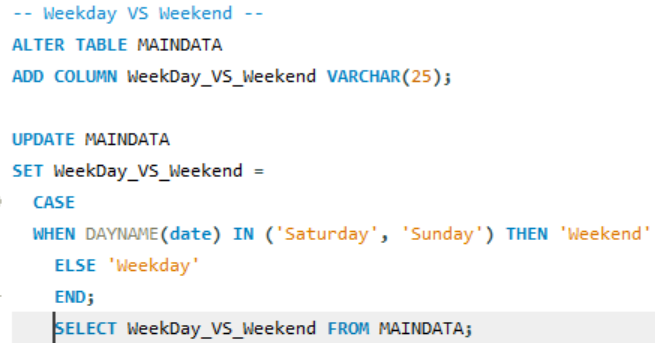 -- Weekday VS Weekend --
ALTER TABLE MAINDATA
ADD COLUMN WeekDay_VS_Weekend VARCHAR(25);
UPDATE MAINDATA
SET WeekDay_VS_Weekend =
CASE
WHEN DAYNAME(date) IN ('Saturday', 'Sunday') THEN 'Weekend'
ELSE 'Weekday'
END;
SELECT WeekDay_VS_Weekend FROM MAINDATA;